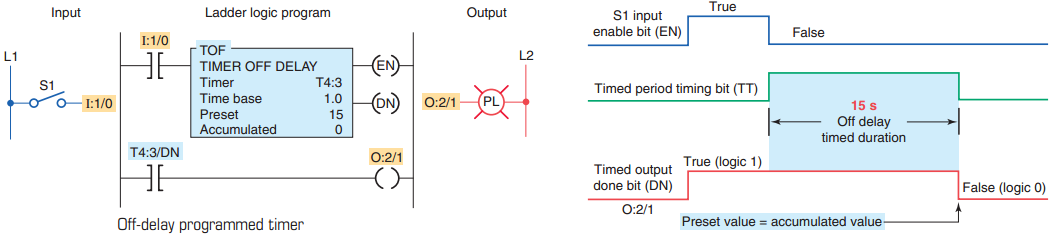 Input
Ladder logic program
Output
L1
S1
I:1/0
I:1/0
TOF
TIMER OFF DELAY
Timer T4:3
Time base 1.0
Preset 15
Accumulated 0
EN
DN
T4:3/DN
O:2/1
L2
O:2/1
PL
Off-delay programmed timer
S1 input
enable bit (EN)
True
False
Timed period timing bit (TT)
15 s
Off delay
timed duration
Timed output
done bit (DN)
O:2/1
True (logic 1)
False (logic 0)
Preset value = accumulated value